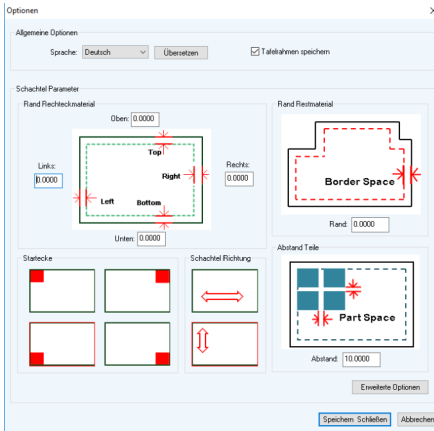 Optionen
Allgemeine Optionen
Sprache: Deutsch Übersetzen Tafelrahmen speichern
Schachtel Parameter
Rand Rechteckmaterial
Oben: 0.0000
Top
Links:
0.0000
Right
Rechts:
0.0000
Left Bottom
Unten: 0.0000
Rand Restmaterial
Border Space
Rand: 0.0000
Startecke
Schachtel Richtung
Abstand Teile
Part Space
Abstand: 10.0000
Erweiterte Optionen
Speichern Schließen Abbrechen